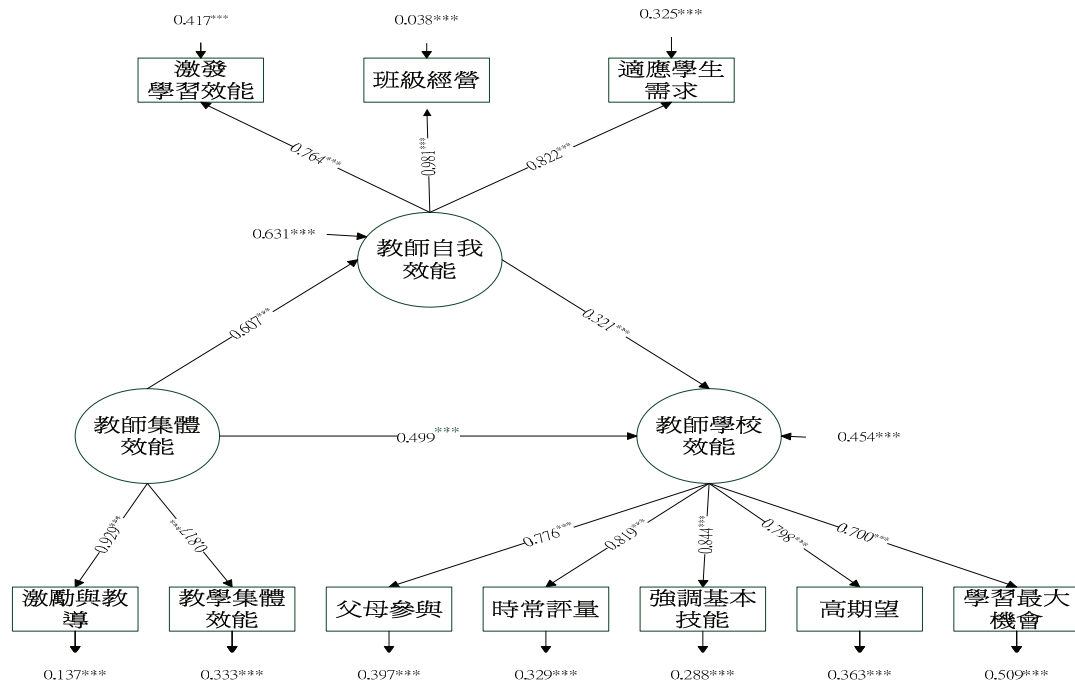 0.417***
0.038***
0.325***
激發
學習效能
班級經營
適應學生
需求
0.764***
0.981***
0.822***
0.631***
教師自我
效能
0.607***
0.321***
教師集體
效能
0.499***
教師學校
效能
0.454***
0.929***
0.817***
0.776***
0.819***
0.844***
0.798***
0.700***
激勵與教
導
教學集體
效能
父母參與
時常評量
強調基本
技能
高期望
學習最大
機會
0.137***
0.333***
0.397***
0.329***
0.288***
0.363***
0.509***